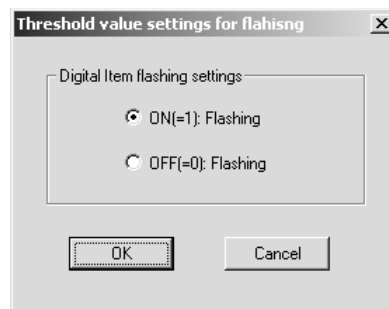 Threshold value settings for flahisng
Digital Item flashing settings
ON(=1): Flashing
OFF(=0): Flashing
OK
Cancel